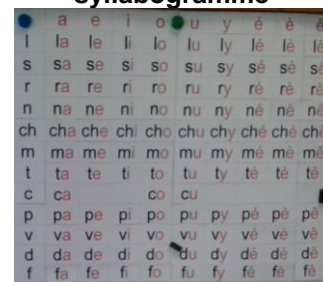 syllabogrammo
a e i o u y é è ê
l la le li lo lu ly lé lè lê
s sa se si so su sy sé sè sê
r ra re ri ro ru ry ré rè rê
n na ne ni no nu ny né nè nê
ch cha che chi cho chu chy ché chè chê
m ma me mi mo mu my mé mè mê
t ta te ti to tu ty té tè tê
c ca co cu
p pa pe pi po pu py pé pè pê
v va ve vi vo vu vy vé vè vê
d da de di do du dy dé dè dê
f fa fe fi fo fu fy fé fè fê